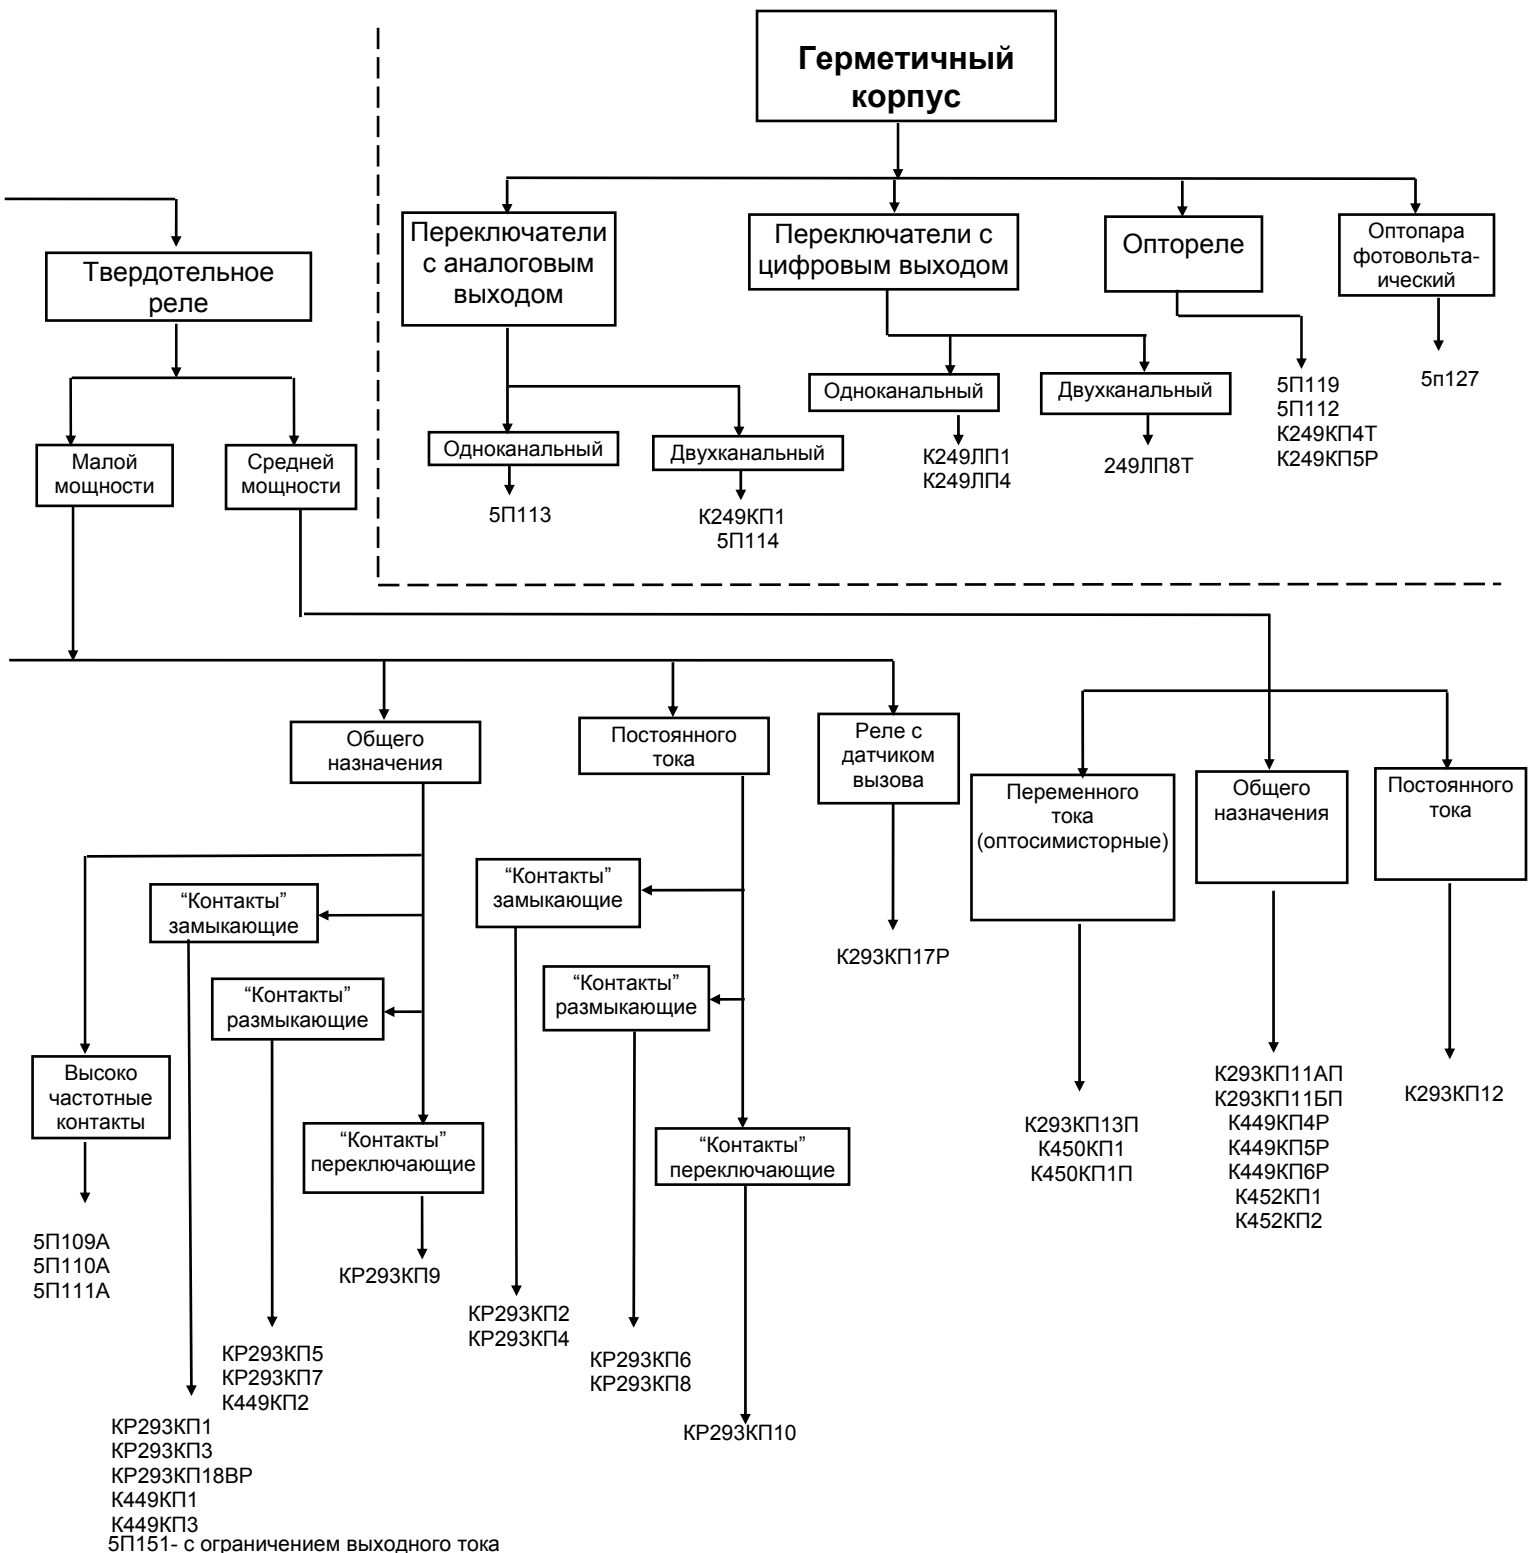 Герметичный
корпус
Твердотельное
реле
Переключатели
с аналоговым
выходом
Переключатели с
цифровым выходом
Оптореле
Оптопара
фотовольта-
ический
Малой
мощности
Средней
мощности
Одноканальный
Двухканальный
Одноканальный
Двухканальный
5П113
К249КП1
5П114
К249ЛП1
К249ЛП4
249ЛП8Т
5П119
5П112
К249КП4Т
К249КП5Р
5п127
Общего
назначения
Постоянного
тока
Реле с
датчиком
вызова
Переменного
тока
(оптосимисторные)
Общего
назначения
Постоянного
тока
“Контакты”
замыкающие
“Контакты”
размыкающие
Высоко
частотные
контакты
“Контакты”
переключающие
“Контакты”
замыкающие
“Контакты”
размыкающие
“Контакты”
переключающие
К293КП17Р
К293КП13П
К450КП1
К450КП1П
К293КП11АП
К293КП11БП
К449КП4Р
К449КП5Р
К449КП6Р
К452КП1
К452КП2
К293КП12
5П109А
5П110А
5П111А
КР293КП9
КР293КП2
КР293КП4
КР293КП5
КР293КП7
К449КП2
КР293КП6
КР293КП8
КР293КП10
КР293КП1
КР293КП3
КР293КП18ВР
К449КП1
К449КП3
5П151- с ограничением выходного тока